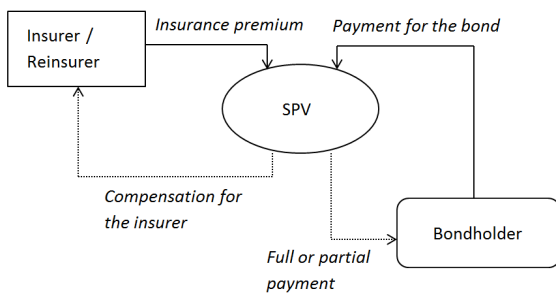 Insurance premium
Payment for the bond
Insurer /
Reinsurer
SPV
Compensation for
the insurer
Bondholder
Full or partial
payment